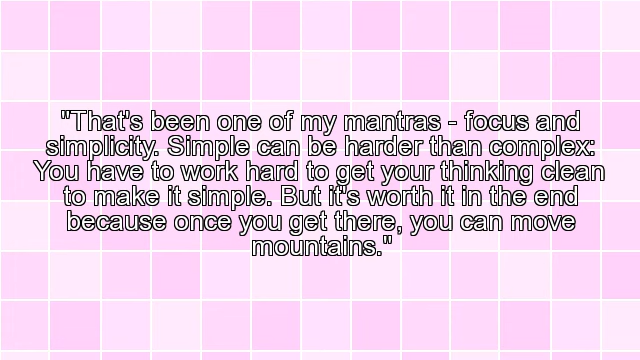 "That's been one of my mantras - focus and
simplicity. Simple can be harder than complex:
You have to work hard to get your thinking clean
to make it simple. But it's worth it in the end
because once you get there, you can move
mountains."